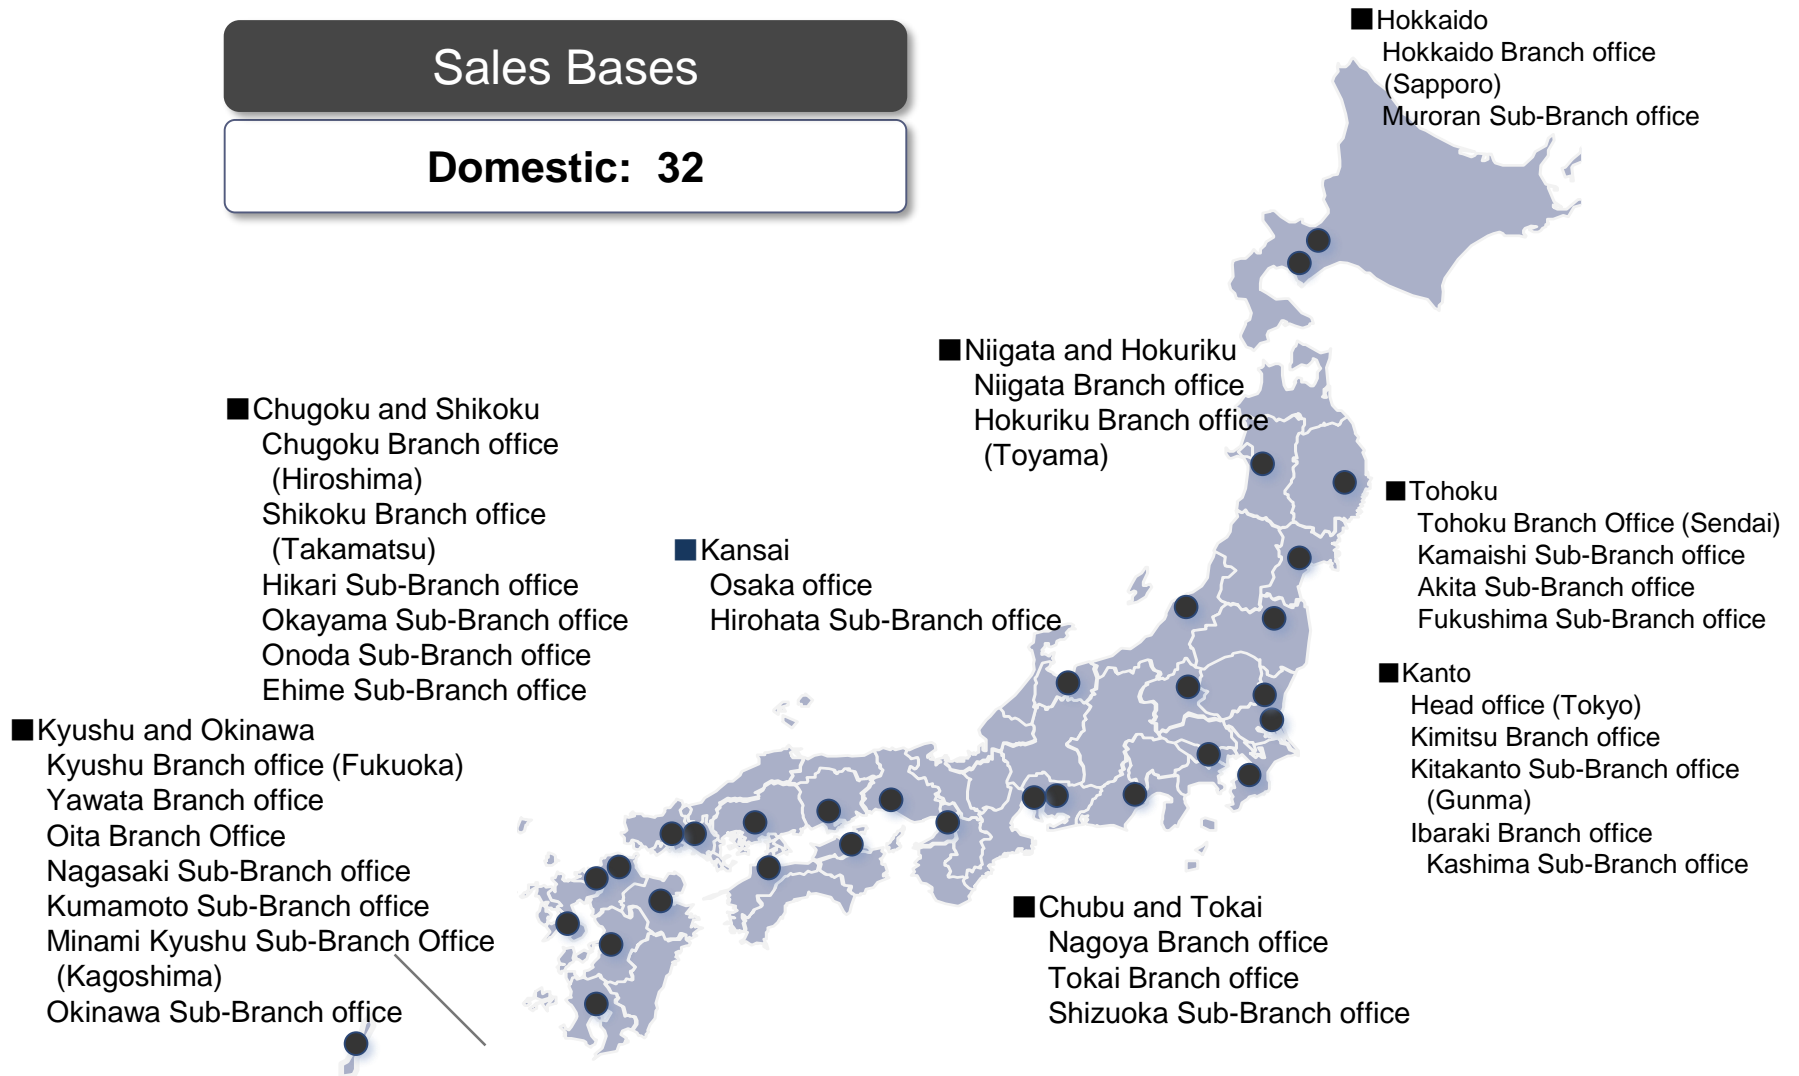 Sales Bases
Domestic: 32
■Hokkaido
Hokkaido Branch office
(Sapporo)
Muroran Sub-Branch office
■Niigata and Hokuriku
Niigata Branch office
Hokuriku Branch office
(Toyama)
■Chugoku and Shikoku
Chugoku Branch office
(Hiroshima)
Shikoku Branch office
(Takamatsu)
Hikari Sub-Branch office
Okayama Sub-Branch office
Onoda Sub-Branch office
Ehime Sub-Branch office
■Kansai
Osaka office
Hirohata Sub-Branch office
■Tohoku
Tohoku Branch Office (Sendai)
Kamaishi Sub-Branch office
Akita Sub-Branch office
Fukushima Sub-Branch office
■Kanto
Head office (Tokyo)
Kimitsu Branch office
Kitakanto Sub-Branch office
(Gunma)
Ibaraki Branch office
Kashima Sub-Branch office
■Kyushu and Okinawa
Kyushu Branch office (Fukuoka)
Yawata Branch office
Oita Branch Office
Nagasaki Sub-Branch office
Kumamoto Sub-Branch office
Minami Kyushu Sub-Branch Office
(Kagoshima)
Okinawa Sub-Branch office
■Chubu and Tokai
Nagoya Branch office
Tokai Branch office
Shizuoka Sub-Branch office